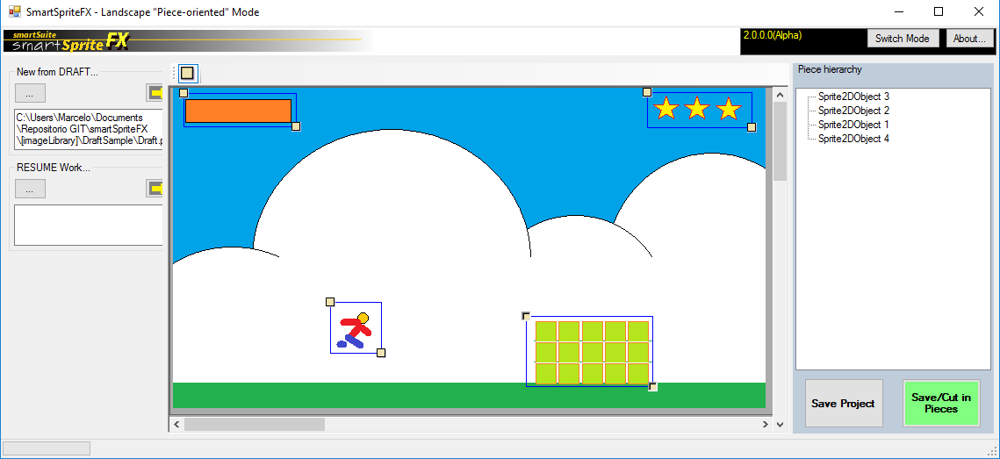 SmartSpriteFX - Landscape "Piece-oriented" Mode
smartSuite
smartSprite FX
2.0.0.0(Alpha)
Switch Mode
About...
New from DRAFT...
...
C:\Users\Marcelo\Documents
\Repositorio GIT\smartSpriteFX
\[imageLibrary]\DraftSample\Draft.p
RESUME Work...
...
Piece hierarchy
Sprite2DObject 3
Sprite2DObject 2
Sprite2DObject 1
Sprite2DObject 4
Save Project
Save/Cut in
Pieces